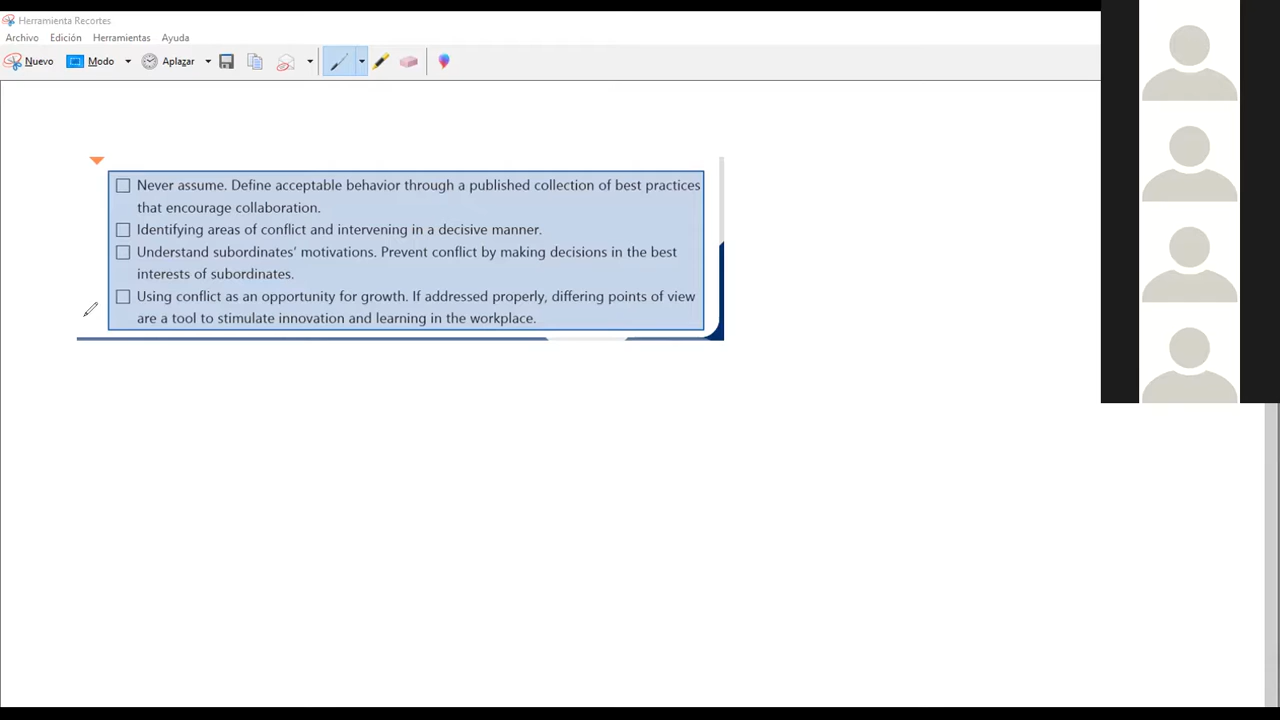 Herramienta Recortes
Archivo Edición Herramientas Ayuda
Nuevo Modo Aplazar
Never assume. Define acceptable behavior through a published collection of best practices
that encourage collaboration.
Identifying areas of conflict and intervening in a decisive manner.
Understand subordinates' motivations. Prevent conflict by making decisions in the best
interests of subordinates.
Using conflict as an opportunity for growth. If addressed properly, differing points of view
are a tool to stimulate innovation and learning in the workplace.